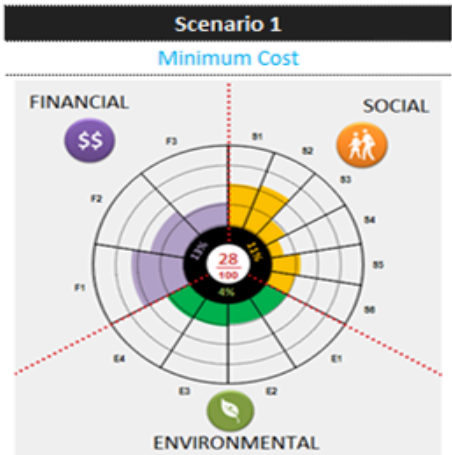 Scenario 1
Minimum Cost
FINANCIAL
SOCIAL
$$
F3
S1
S2
S3
F2
S4
13%
11%
28
100
S5
F1
4%
S6
E4
E1
E3
E2
ENVIRONMENTAL